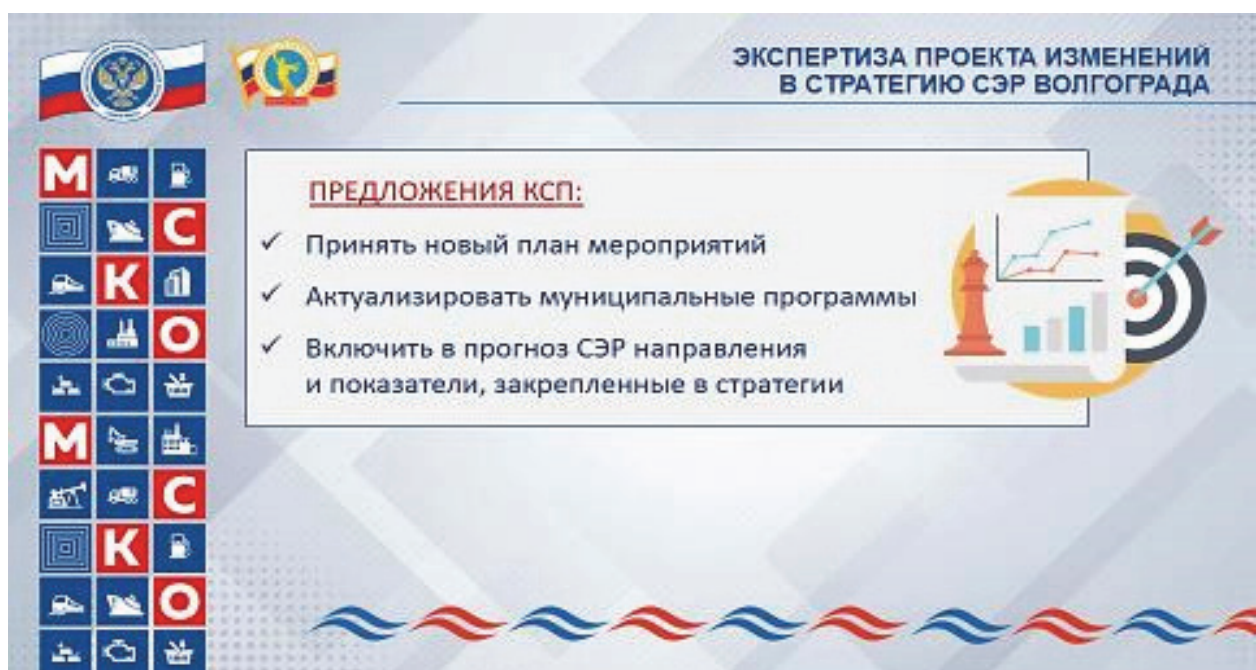 ЭКСПЕРТИЗА ПРОЕКТА ИЗМЕНЕНИЙ
В СТРАТЕГИЮ СЭР ВОЛГОГРАДА
М
С
К
О
М
С
К
О
ПРЕДЛОЖЕНИЯ КСП:
✓ Принять новый план мероприятий
✓ Актуализировать муниципальные программы
✓ Включить в прогноз СЭР направления
и показатели, закрепленные в стратегии